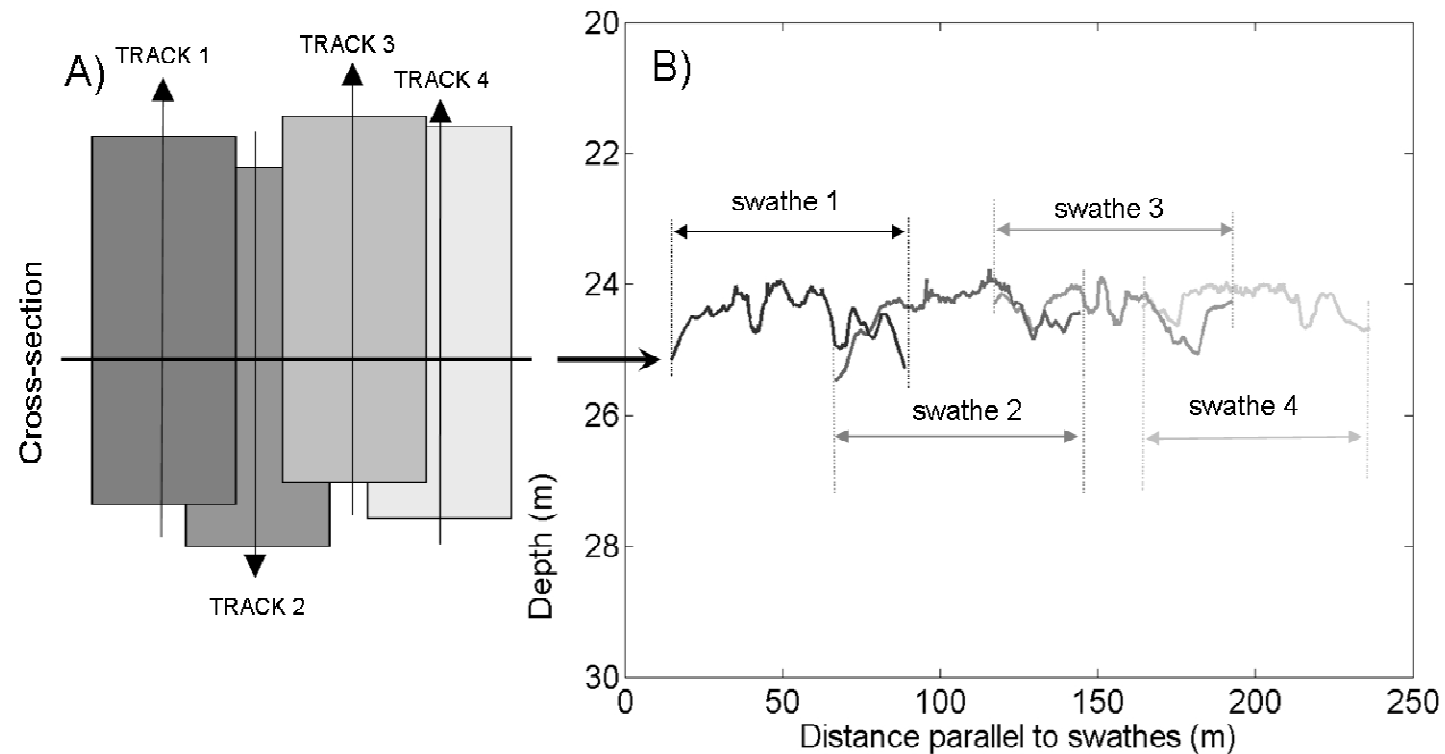 A)
TRACK 1
TRACK 3
TRACK 4
TRACK 2
Cross-section
B)
20
22
24
26
28
30
Depth (m)
swathe 1
swathe 3
swathe 2
swathe 4
0
50
100
150
200
250
Distance parallel to swathes (m)